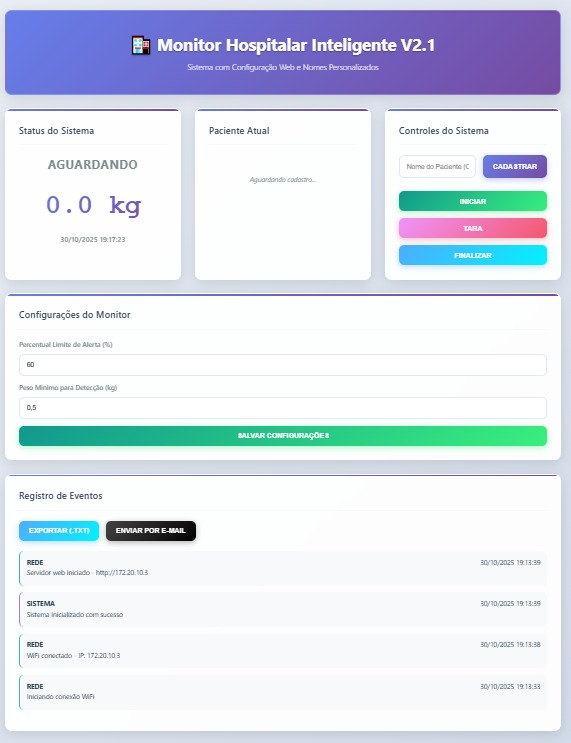 Monitor Hospitalar Inteligente V2.1
Sistema com Configuração Web e Nomes Personalizados
Status do Sistema
AGUARDANDO
0.0 kg
30/10/2025 19:17:23
Paciente Atual
Aguardando cadastro...
Controles do Sistema
Nome do Paciente (C
CADASTRAR
INICIAR
TARA
FINALIZAR
Configurações do Monitor
Percentual Limite de Alerta (%)
60
Peso Mínimo para Detecção (kg)
0,5
SALVAR CONFIGURAÇÕES
Registro de Eventos
EXPORTAR (.TXT)
ENVIAR POR E-MAIL
REDE 30/10/2025 19:13:39
Servidor web iniciado - http://172.20.10.3
SISTEMA 30/10/2025 19:13:39
Sistema inicializado com sucesso
REDE 30/10/2025 19:13:38
WiFi conectado - IP: 172.20.10.3
REDE 30/10/2025 19:13:33
Iniciando conexão WiFi